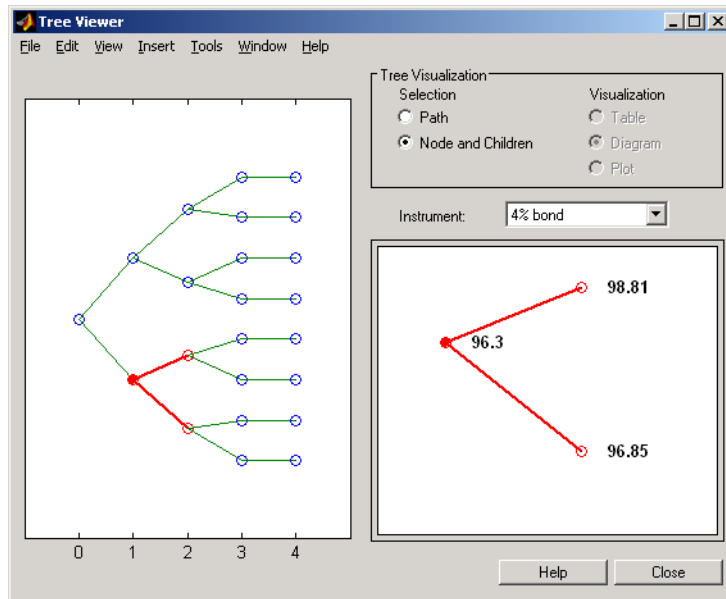 Tree Viewer
File Edit View Insert Tools Window Help
Tree Visualization
Selection
Path
Node and Children
Visualization
Table
Diagram
Plot
Instrument: 4% bond
98.81
96.3
96.85
0 1 2 3 4
Help Close